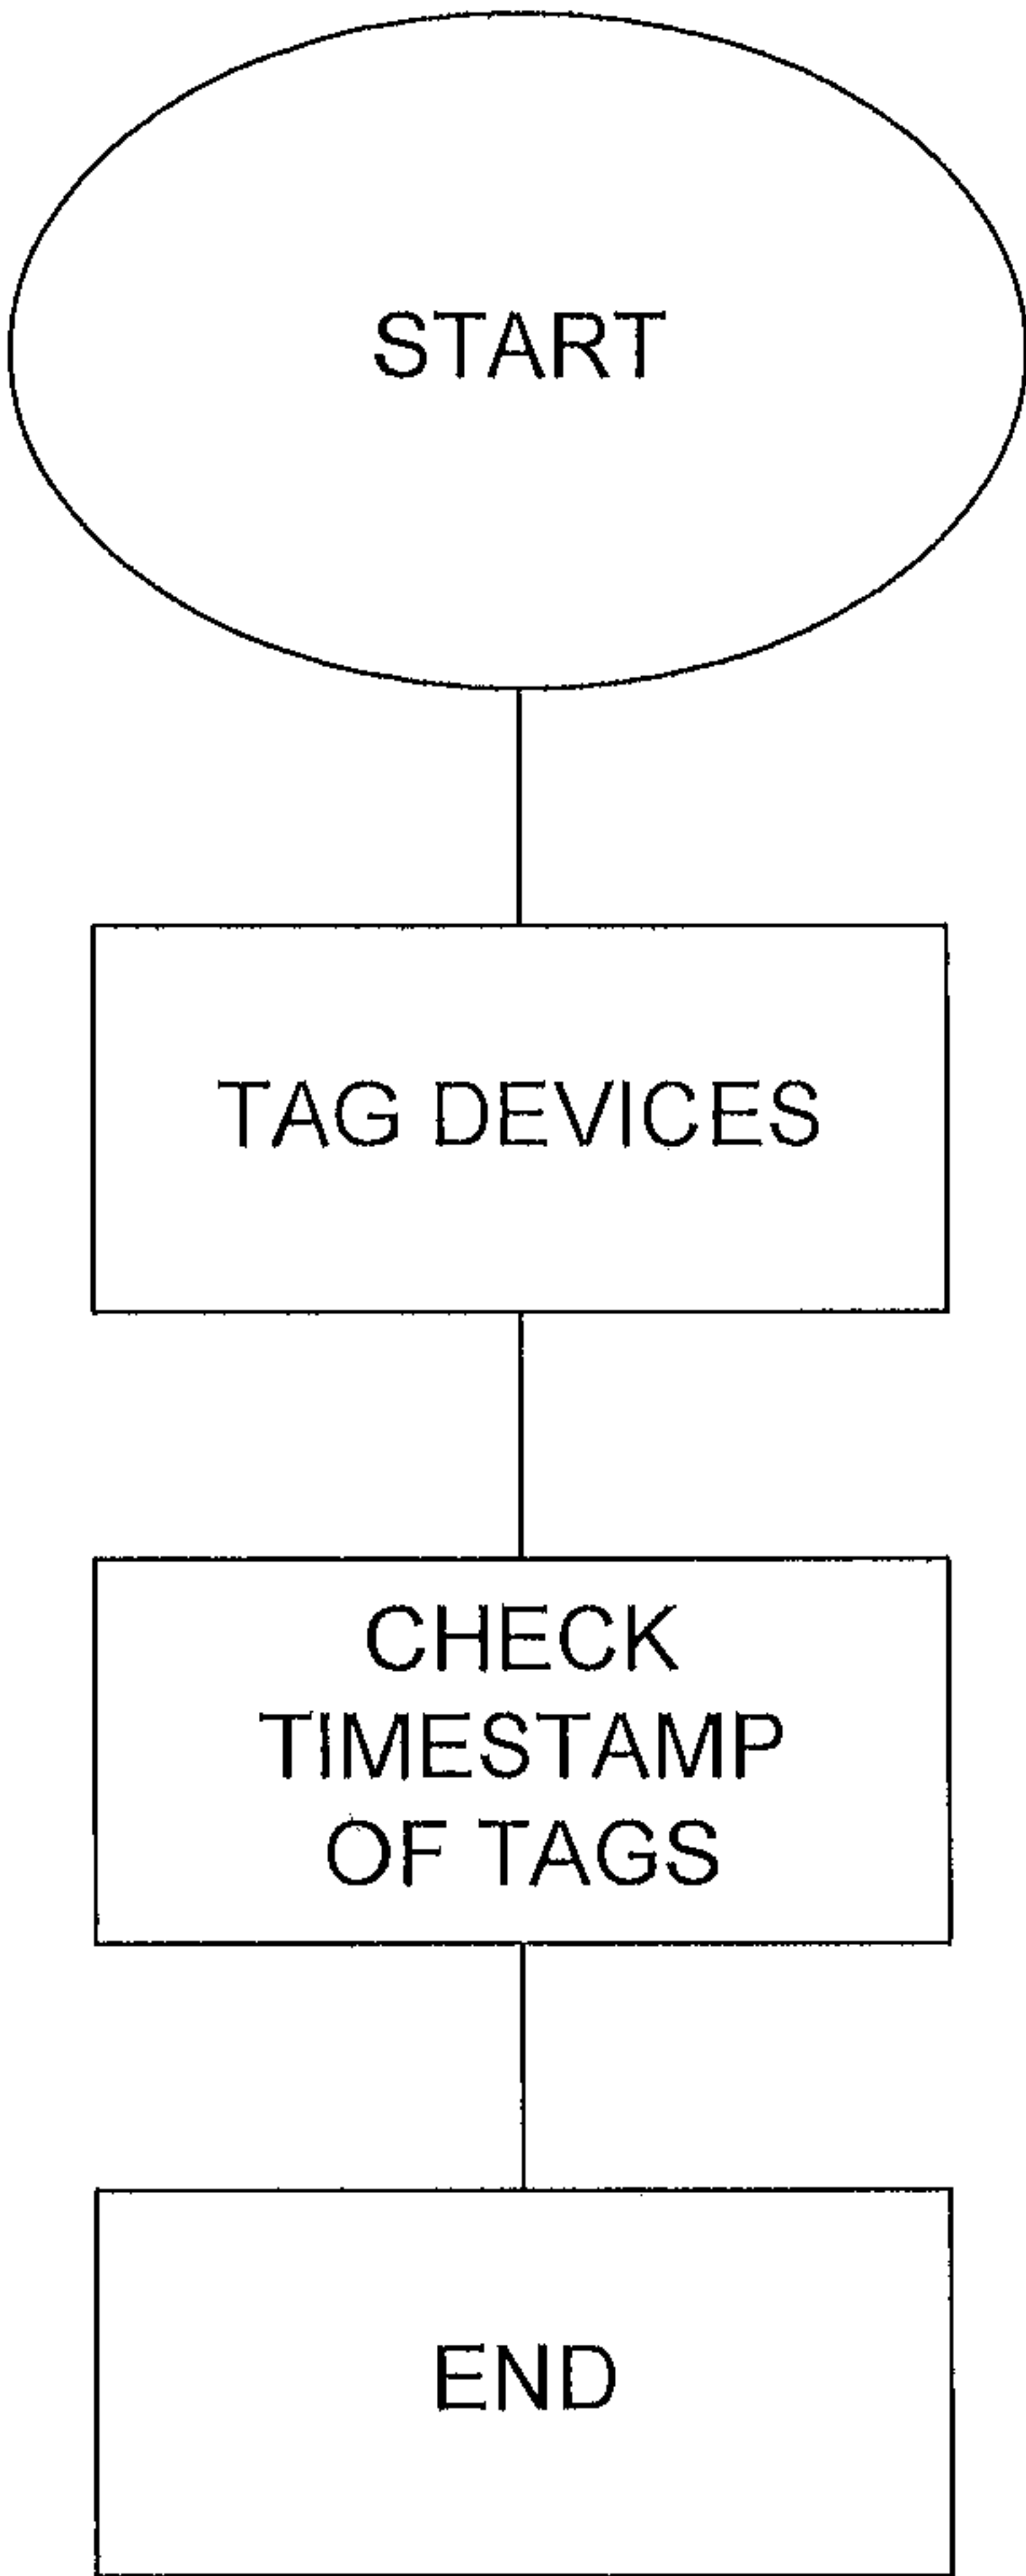 START
TAG DEVICES
CHECK
TIMESTAMP
OF TAGS
END